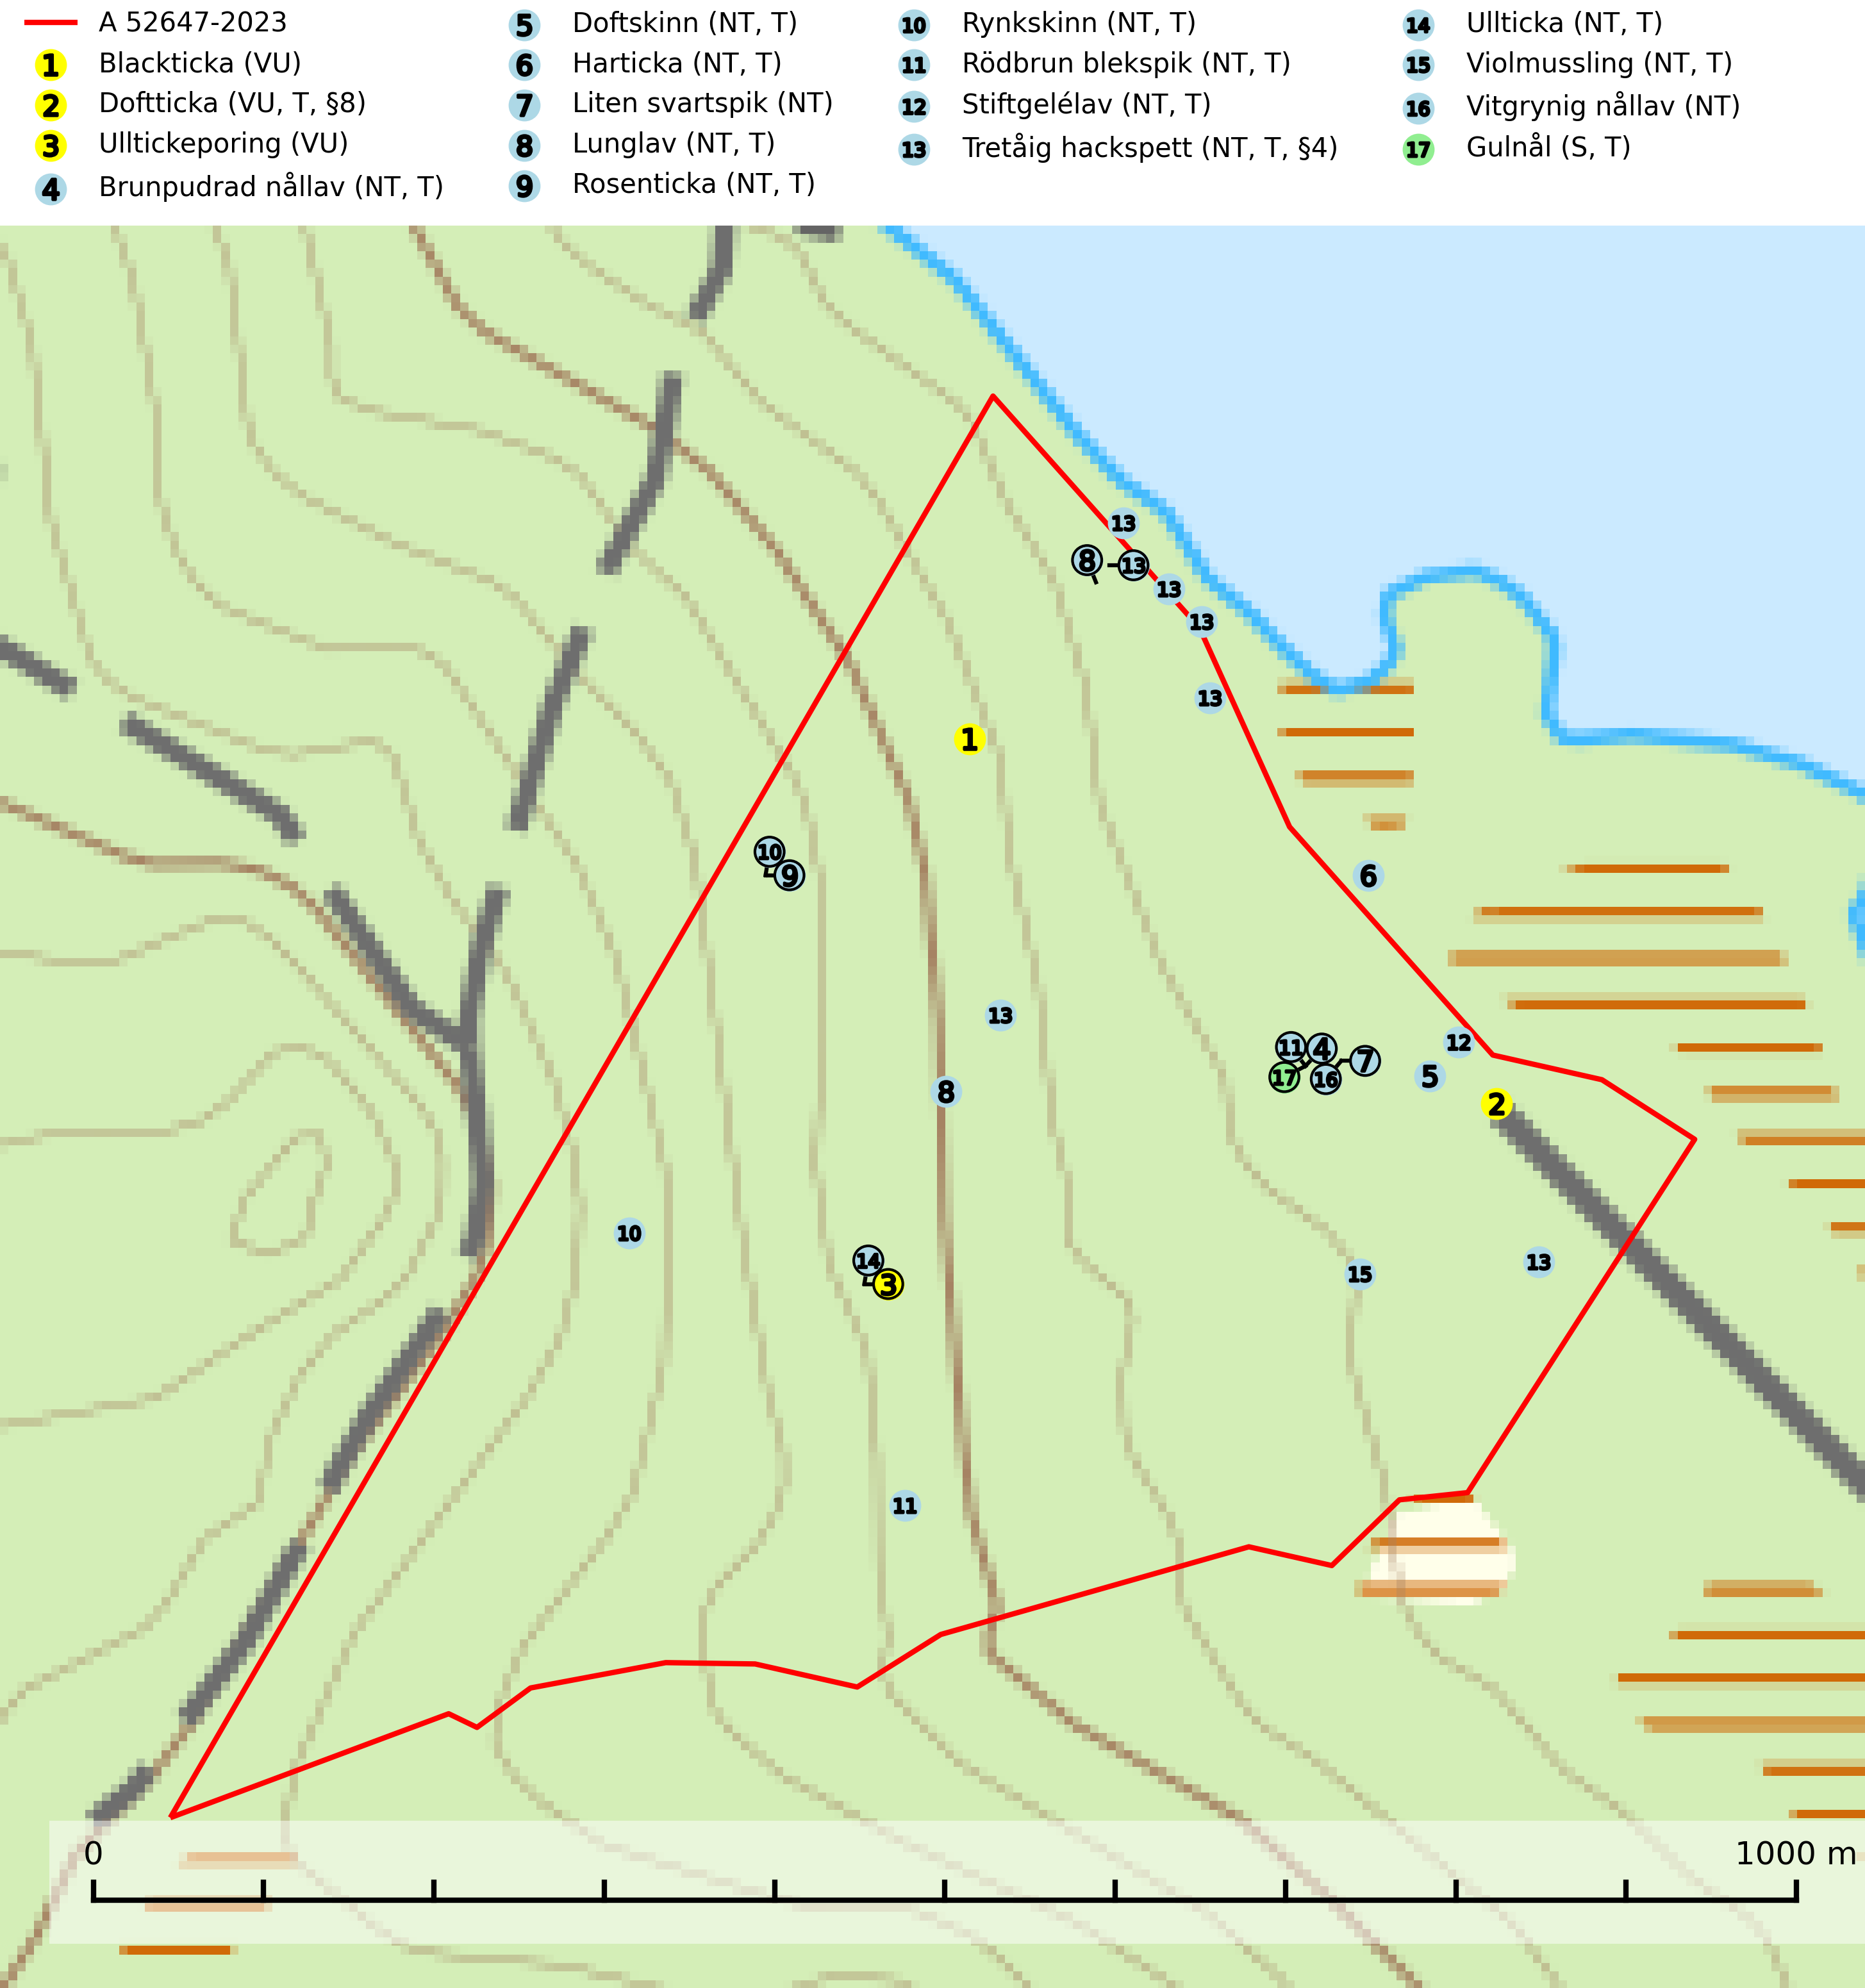 A 52647-2023
1 Blackticka (VU)
2 Doftticka (VU, T, §8)
3 Ulltickeporing (VU)
4 Brunpudrad nållav (NT, T)
5 Doftskinn (NT, T)
6 Harticka (NT, T)
7 Liten svartspik (NT)
8 Lunglav (NT, T)
9 Rosenticka (NT, T)
10 Rynkskinn (NT, T)
11 Rödbrun blekspik (NT, T)
12 Stiftgelélav (NT, T)
13 Tretåig hackspett (NT, T, §4)
14 Ullticka (NT, T)
15 Violmussling (NT, T)
16 Vitgrynig nållav (NT)
17 Gulnål (S, T)
13
8 13
13
13
13
1
10
9
6
13
12
11 4 7
17 16 5
8
2
10
14
3
15
13
11
0 1000 m